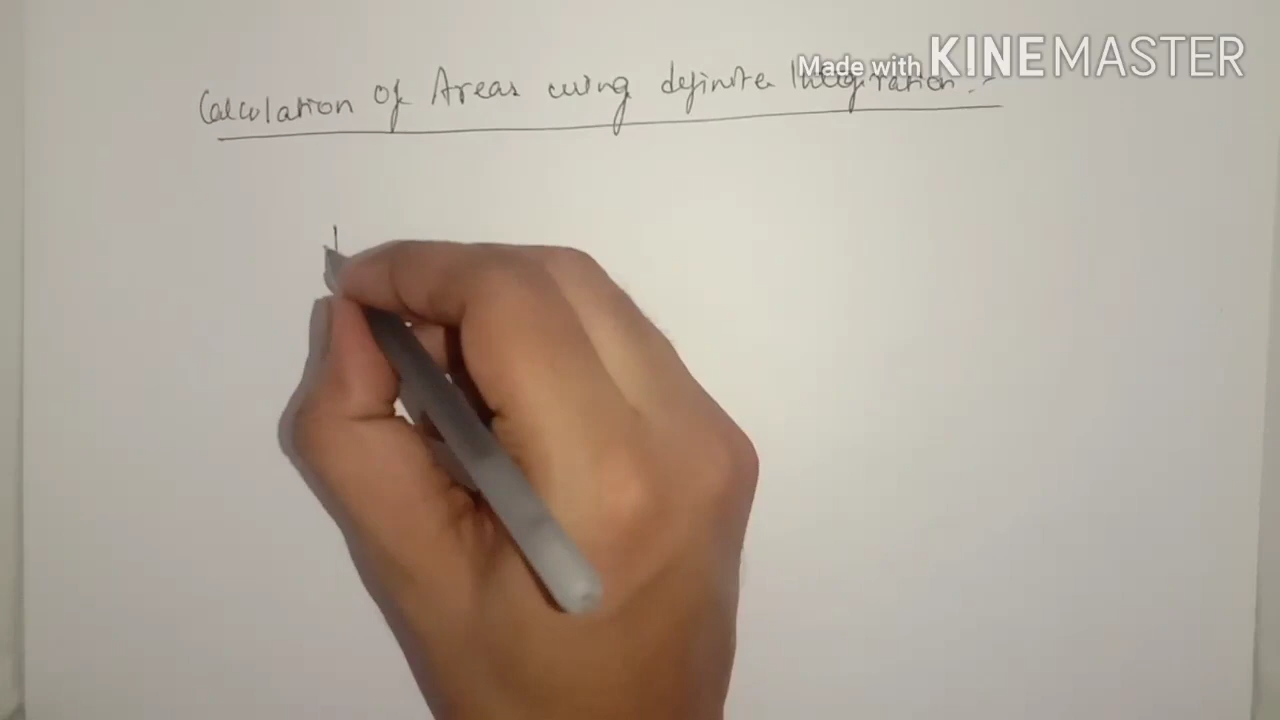 Made with KINEMASTER
Calculation of Areas using definite Integration :-